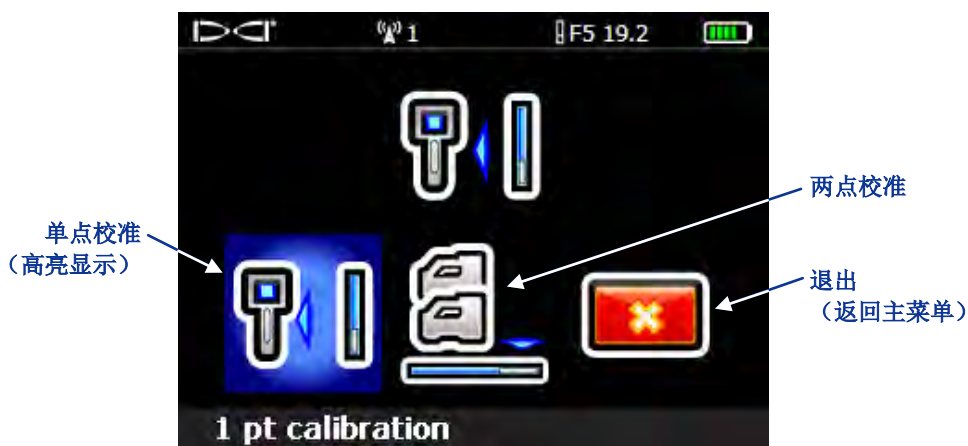 DCI
1
F5 19.2
两点校准
单点校准
（高亮显示）
退出
（返回主菜单）
1 pt calibration